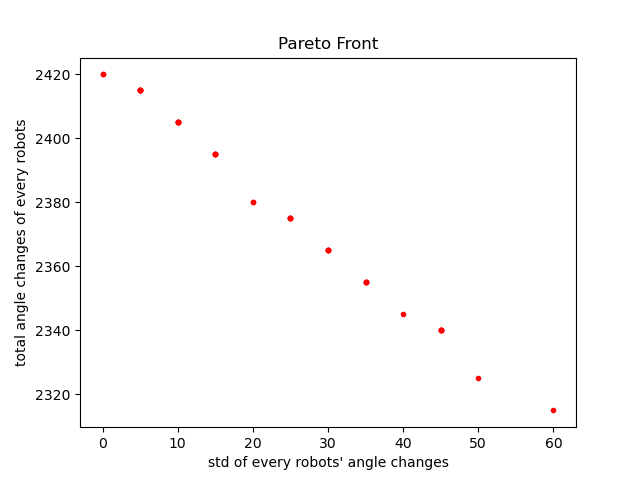 Pareto Front
total angle changes of every robots
2420
2400
2380
2360
2340
2320
0 10 20 30 40 50 60
std of every robots' angle changes